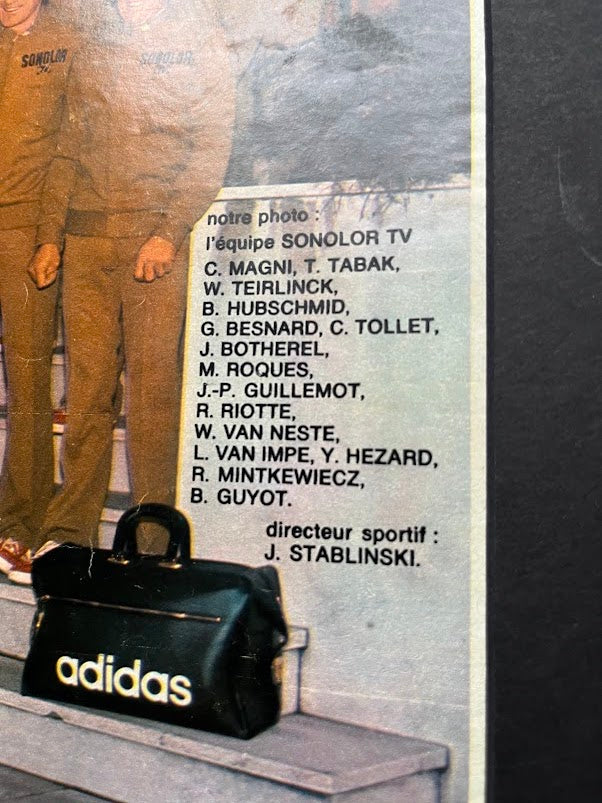 SONOLOR
SONOLOR
notre photo :
l'équipe SONOLOR TV
C. MAGNI, T. TABAK,
W. TEIRLINCK,
B. HUBSCHMID,
G. BESNARD, C. TOLLET,
J. BOTHEREL,
M. ROQUES,
J.-P. GUILLEMOT,
R. RIOTTE,
W. VAN NESTE,
L. VAN IMPE, Y. HEZARD,
R. MINTKEWIECZ,
B. GUYOT.
directeur sportif :
J. STABLINSKI.
adidas